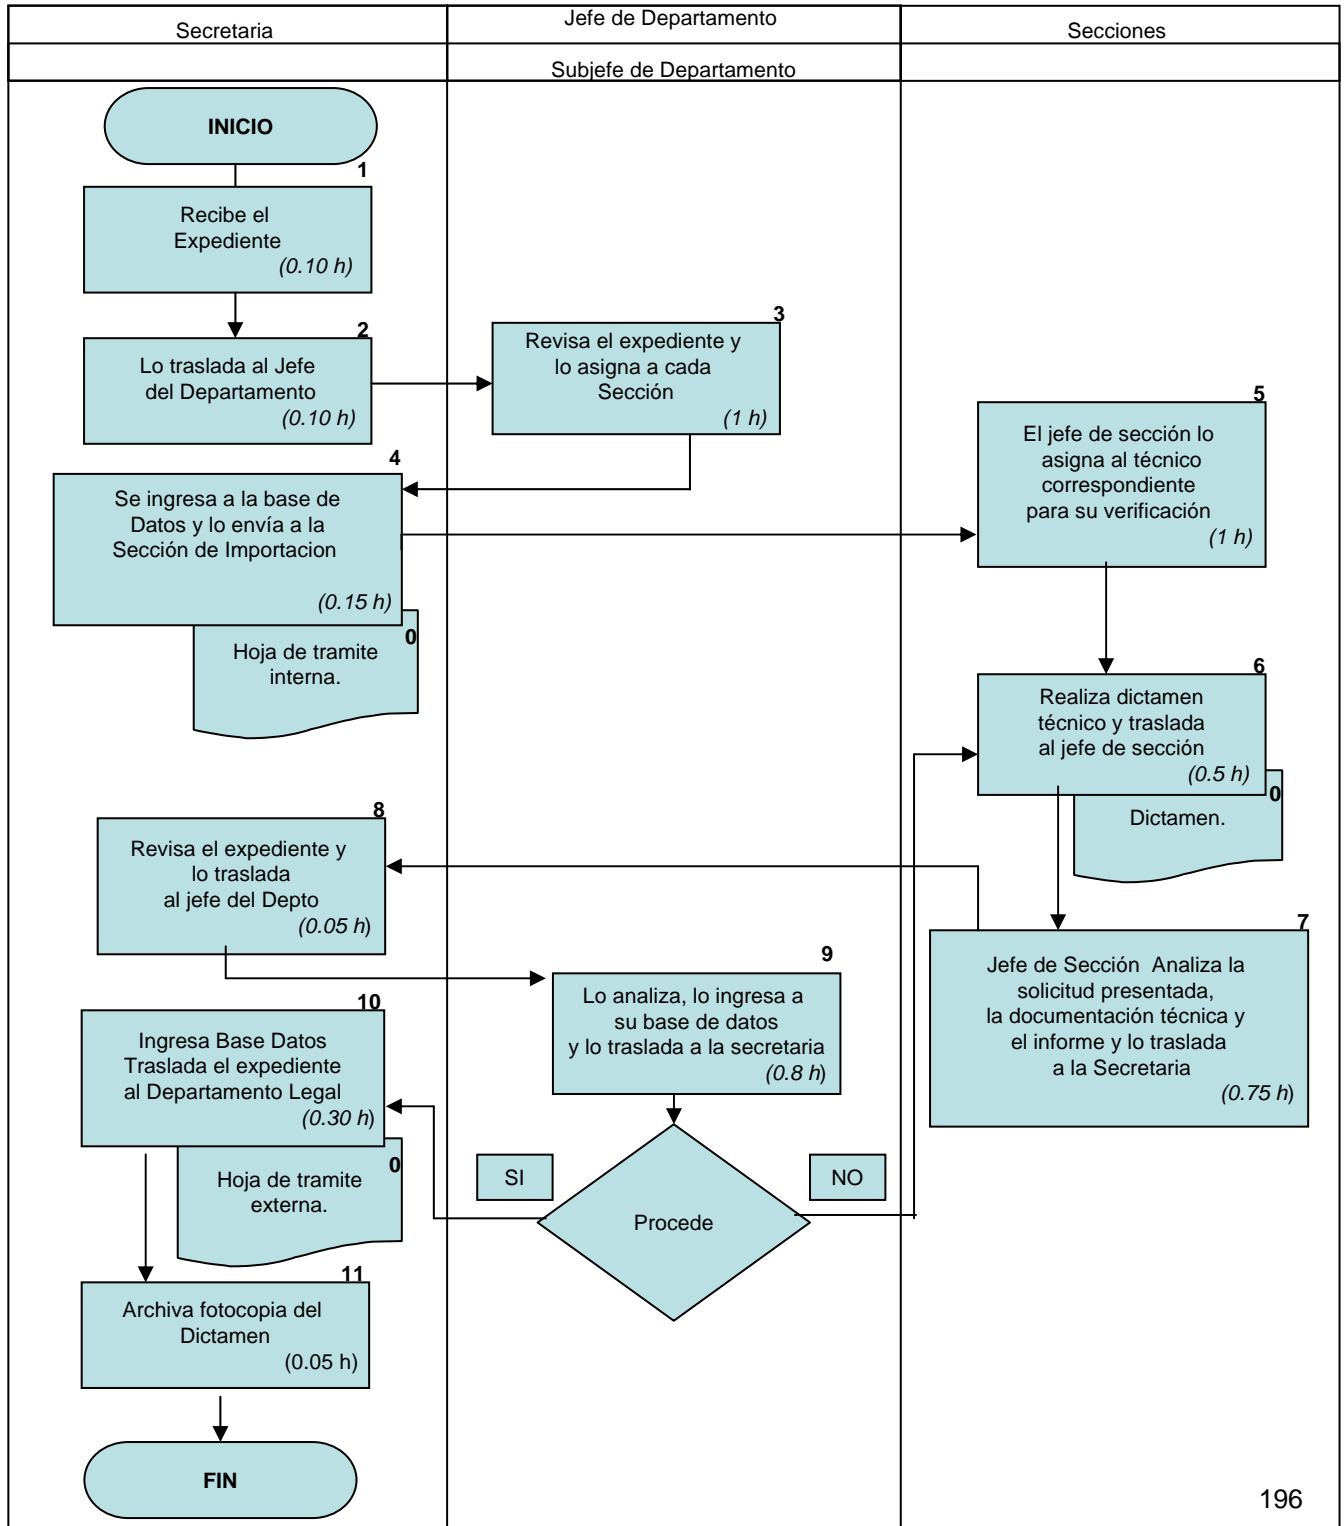 Secretaria
Jefe de Departamento
Secciones
Subjefe de Departamento
INICIO
1
Recibe el
Expediente
(0.10 h)
2
Lo traslada al Jefe
del Departamento
(0.10 h)
3
Revisa el expediente y
lo asigna a cada
Sección
(1 h)
4
Se ingresa a la base de
Datos y lo envía a la
Sección de Importacion
(0.15 h)
0
Hoja de tramite
interna.
5
El jefe de sección lo
asigna al técnico
correspondiente
para su verificación
(1 h)
6
Realiza dictamen
técnico y traslada
al jefe de sección
(0.5 h)
0
Dictamen.
7
Jefe de Sección  Analiza la
solicitud presentada,
la documentación técnica y
el informe y lo traslada
a la Secretaria
(0.75 h)
8
Revisa el expediente y
lo traslada
al jefe del Depto
(0.05 h)
9
Lo analiza, lo ingresa a
su base de datos
y lo traslada a la secretaria
(0.8 h)
SI
Procede
NO
10
Ingresa Base Datos
Traslada el expediente
al Departamento Legal
(0.30 h)
0
Hoja de tramite
externa.
11
Archiva fotocopia del
Dictamen
(0.05 h)
FIN
196